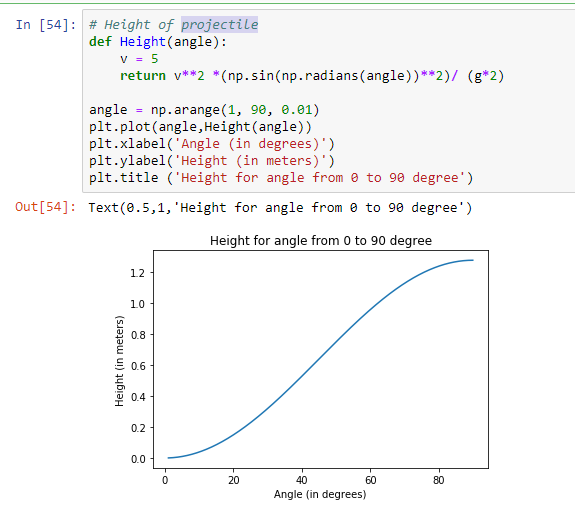 In [54]: # Height of projectile
def Height(angle):
    v = 5
    return v**2 *(np.sin(np.radians(angle))**2)/ (g*2)
angle = np.arange(1, 90, 0.01)
plt.plot(angle,Height(angle))
plt.xlabel('Angle (in degrees)')
plt.ylabel('Height (in meters)')
plt.title ('Height for angle from 0 to 90 degree')
Out[54]: Text(0.5,1,'Height for angle from 0 to 90 degree')
Height for angle from 0 to 90 degree
Height (in meters)
1.2
1.0
0.8
0.6
0.4
0.2
0.0
0 20 40 60 80
Angle (in degrees)